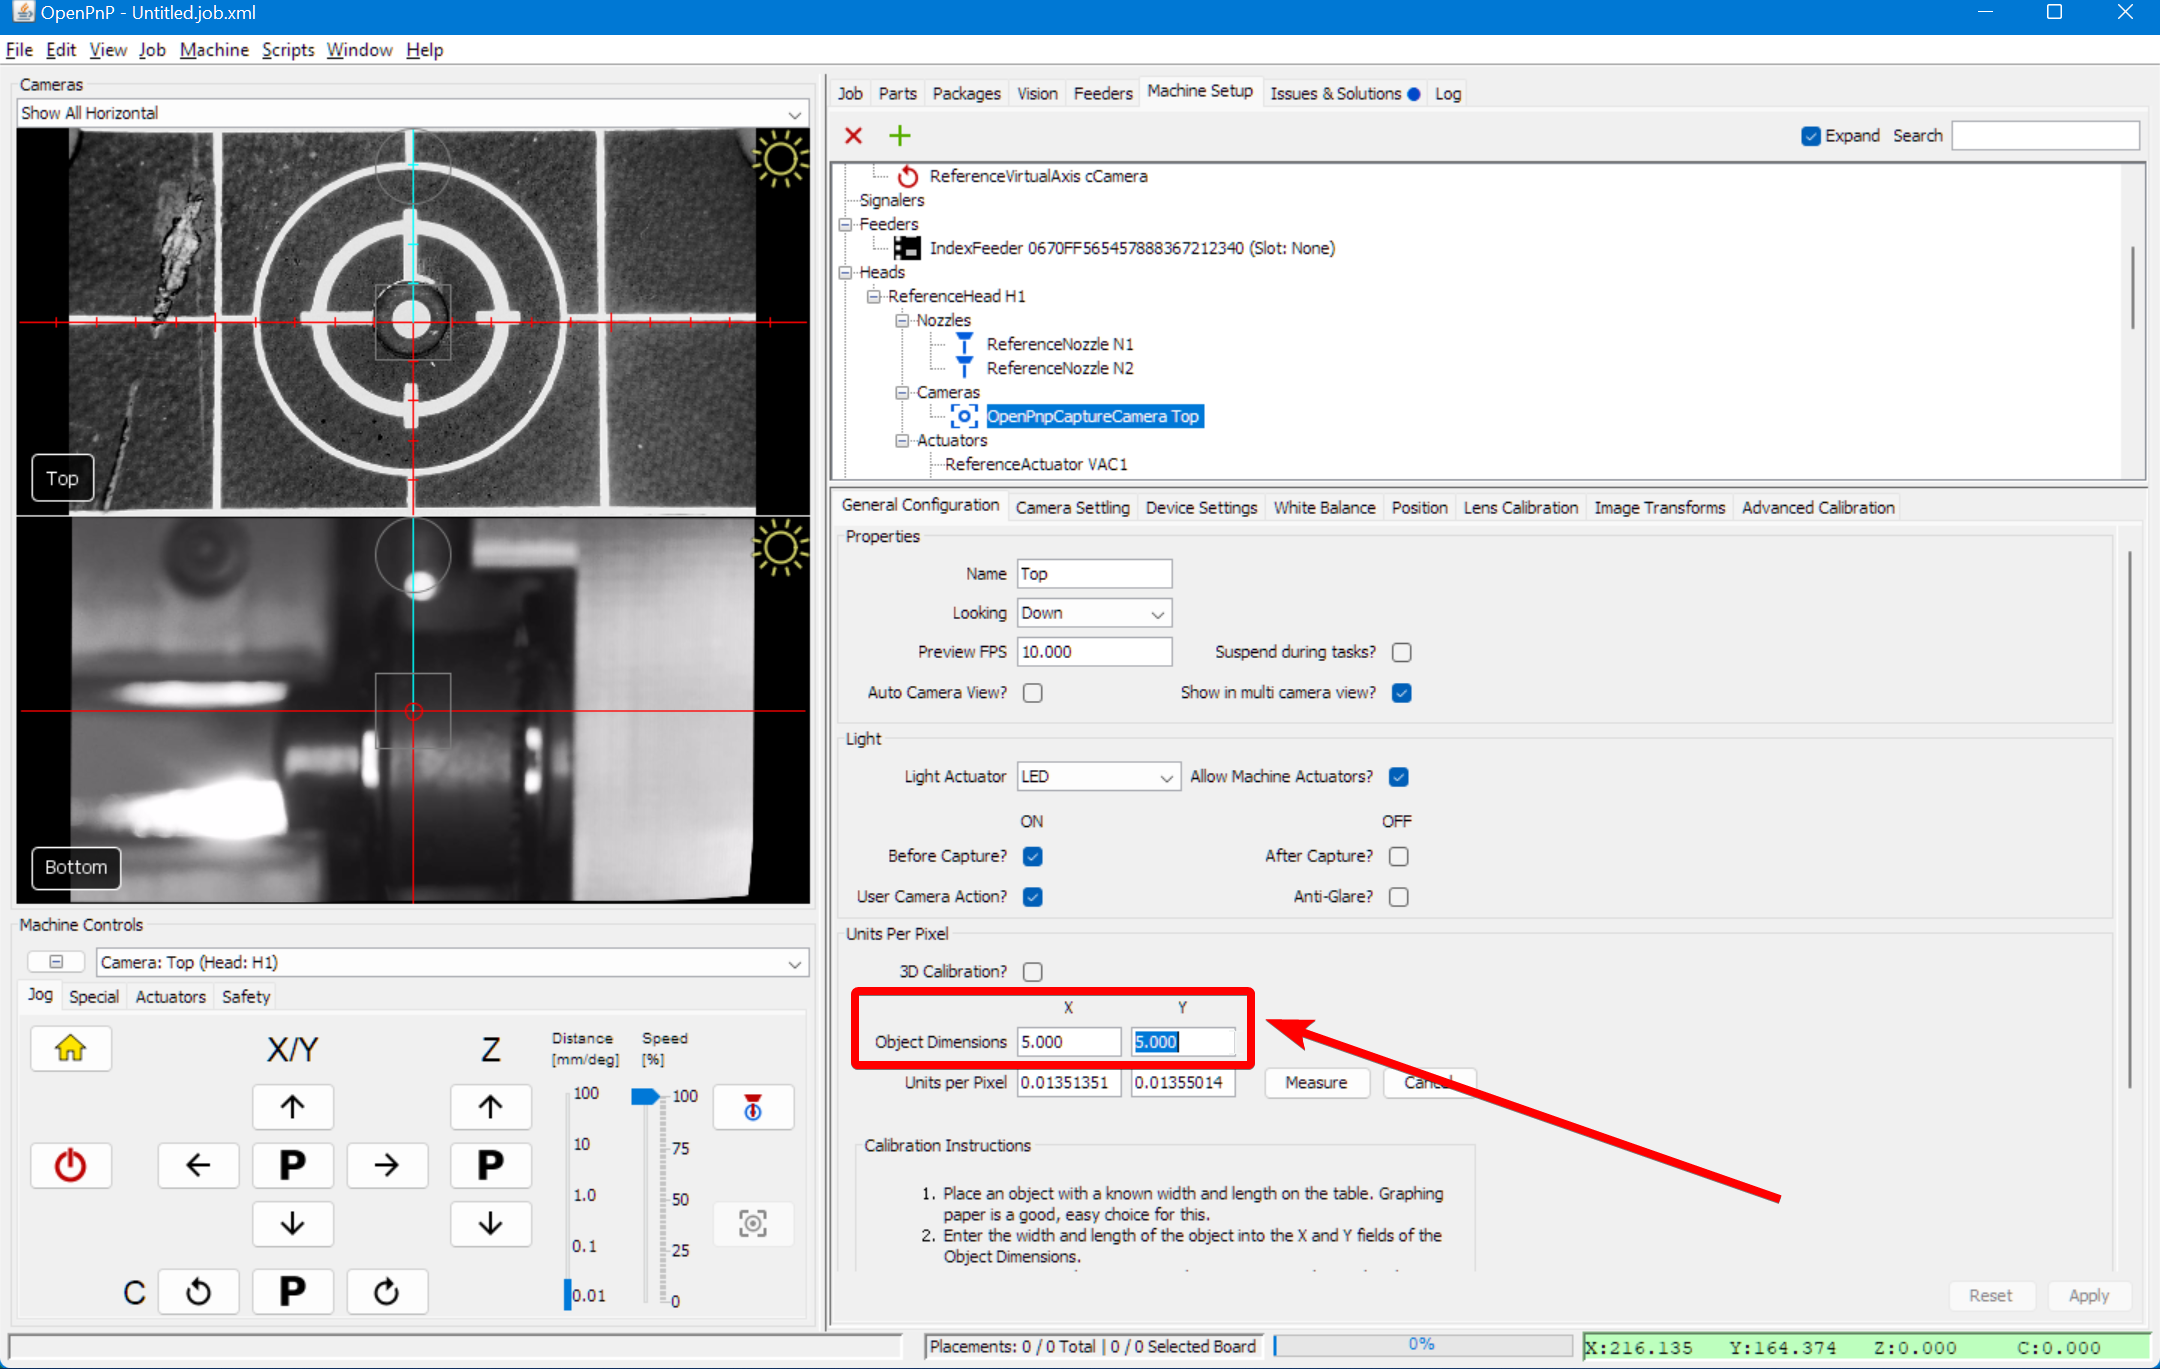 OpenPnP - Untitled.job.xml
File Edit View Job Machine Scripts Window Help
Cameras
Show All Horizontal
Top
Bottom
Machine Controls
Camera: Top (Head: H1)
Jog Special Actuators Safety
X/Y Z Distance [mm/deg] Speed [%]
100 100
10 75
P P
1.0 50
0.1 25
C P 0.01 0
Job Parts Packages Vision Feeders Machine Setup Issues & Solutions Log
Expand Search
ReferenceVirtualAxis cCamera
Signalers
Feeders
IndexFeeder 0670FF565457888367212340 (Slot: None)
Heads
ReferenceHead H1
Nozzles
ReferenceNozzle N1
ReferenceNozzle N2
Cameras
OpenPnpCaptureCamera Top
Actuators
ReferenceActuator VAC1
General Configuration Camera Settling Device Settings White Balance Position Lens Calibration Image Transforms Advanced Calibration
Properties
Name Top
Looking Down
Preview FPS 10.000 Suspend during tasks?
Auto Camera View? Show in multi camera view?
Light
Light Actuator LED Allow Machine Actuators?
ON OFF
Before Capture? After Capture?
User Camera Action? Anti-Glare?
Units Per Pixel
3D Calibration?
X Y
Object Dimensions 5.000 5.000
Units per Pixel 0.01351351 0.01355014 Measure
Calibration Instructions
1. Place an object with a known width and length on the table. Graphing
paper is a good, easy choice for this.
2. Enter the width and length of the object into the X and Y fields of the
Object Dimensions.
Reset Apply
Placements: 0 / 0 Total | 0 / 0 Selected Board 0% X:216.135 Y:164.374 Z:0.000 C:0.000